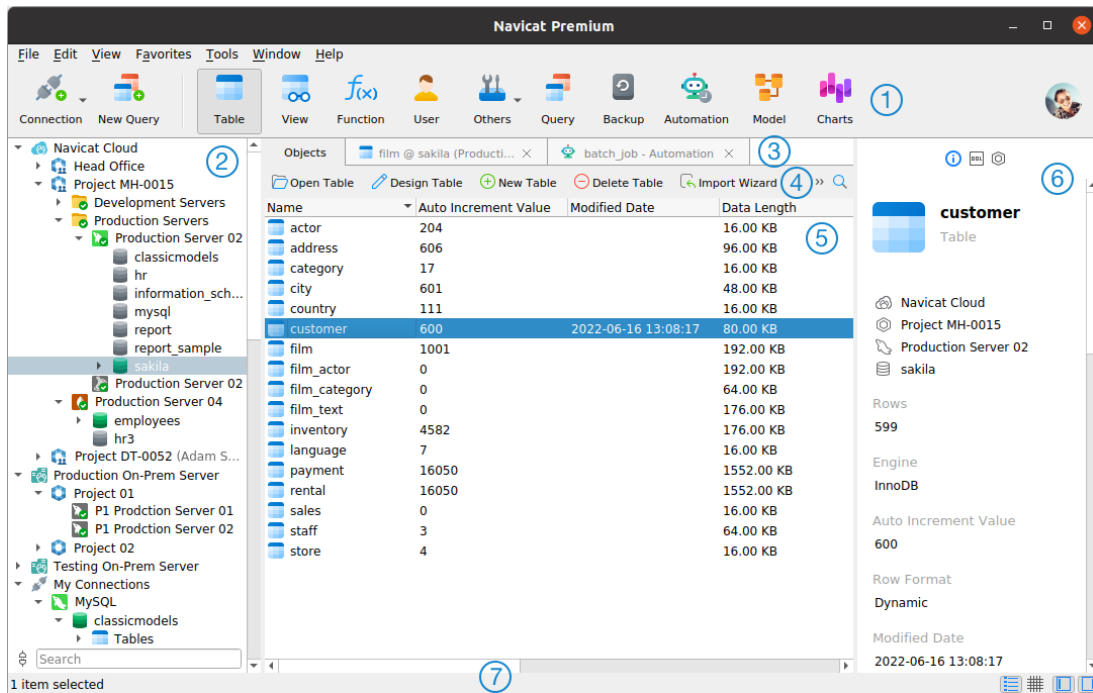 Navicat Premium
File Edit View Favorites Tools Window Help
Connection New Query Table View Function User Others Query Backup Automation Model Charts
f(x)
1
Navicat Cloud
2
Head Office
Project MH-0015
Development Servers
Production Servers
Production Server 02
classicmodels
hr
information_sch...
mysql
report
report_sample
sakila
Production Server 02
Production Server 04
employees
hr3
Project DT-0052 (Adam S...
Production On-Prem Server
Project 01
P1 Prodction Server 01
P1 Prodction Server 02
Project 02
Testing On-Prem Server
My Connections
MySQL
classicmodels
Tables
Search
1 item selected
Objects film @ sakila (Producti... batch_job - Automation
3
Open Table Design Table New Table Delete Table Import Wizard
4
»
Name Auto Increment Value Modified Date Data Length
5
actor 204 16.00 KB
address 606 96.00 KB
category 17 16.00 KB
city 601 48.00 KB
country 111 16.00 KB
customer 600 2022-06-16 13:08:17 80.00 KB
film 1001 192.00 KB
film_actor 0 192.00 KB
film_category 0 64.00 KB
film_text 0 176.00 KB
inventory 4582 176.00 KB
language 7 16.00 KB
payment 16050 1552.00 KB
rental 16050 1552.00 KB
sales 0 16.00 KB
staff 3 64.00 KB
store 4 16.00 KB
7
DDL
6
customer
Table
Navicat Cloud
Project MH-0015
Production Server 02
sakila
Rows
599
Engine
InnoDB
Auto Increment Value
600
Row Format
Dynamic
Modified Date
2022-06-16 13:08:17